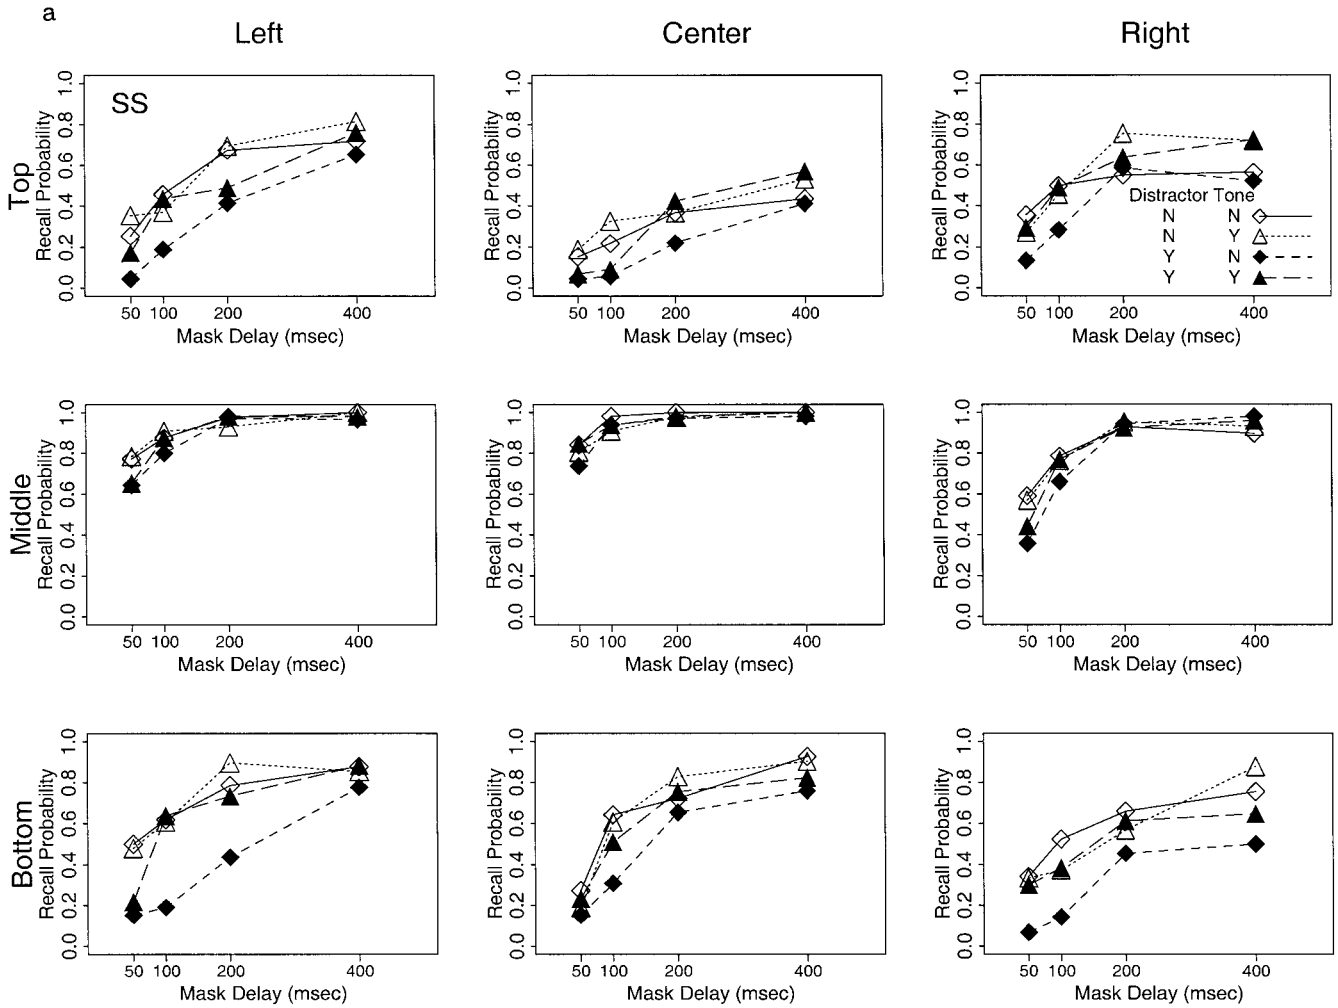 a
Left Center Right
Top
SS
Recall Probability
0.0 0.2 0.4 0.6 0.8 1.0
50 100 200 400
Mask Delay (msec)
Recall Probability
0.0 0.2 0.4 0.6 0.8 1.0
50 100 200 400
Mask Delay (msec)
Recall Probability
0.0 0.2 0.4 0.6 0.8 1.0
Distractor Tone
N N
N Y
Y N
Y Y
50 100 200 400
Mask Delay (msec)
Middle
Recall Probability
0.0 0.2 0.4 0.6 0.8 1.0
50 100 200 400
Mask Delay (msec)
Recall Probability
0.0 0.2 0.4 0.6 0.8 1.0
50 100 200 400
Mask Delay (msec)
Recall Probability
0.0 0.2 0.4 0.6 0.8 1.0
50 100 200 400
Mask Delay (msec)
Bottom
Recall Probability
0.0 0.2 0.4 0.6 0.8 1.0
50 100 200 400
Mask Delay (msec)
Recall Probability
0.0 0.2 0.4 0.6 0.8 1.0
50 100 200 400
Mask Delay (msec)
Recall Probability
0.0 0.2 0.4 0.6 0.8 1.0
50 100 200 400
Mask Delay (msec)